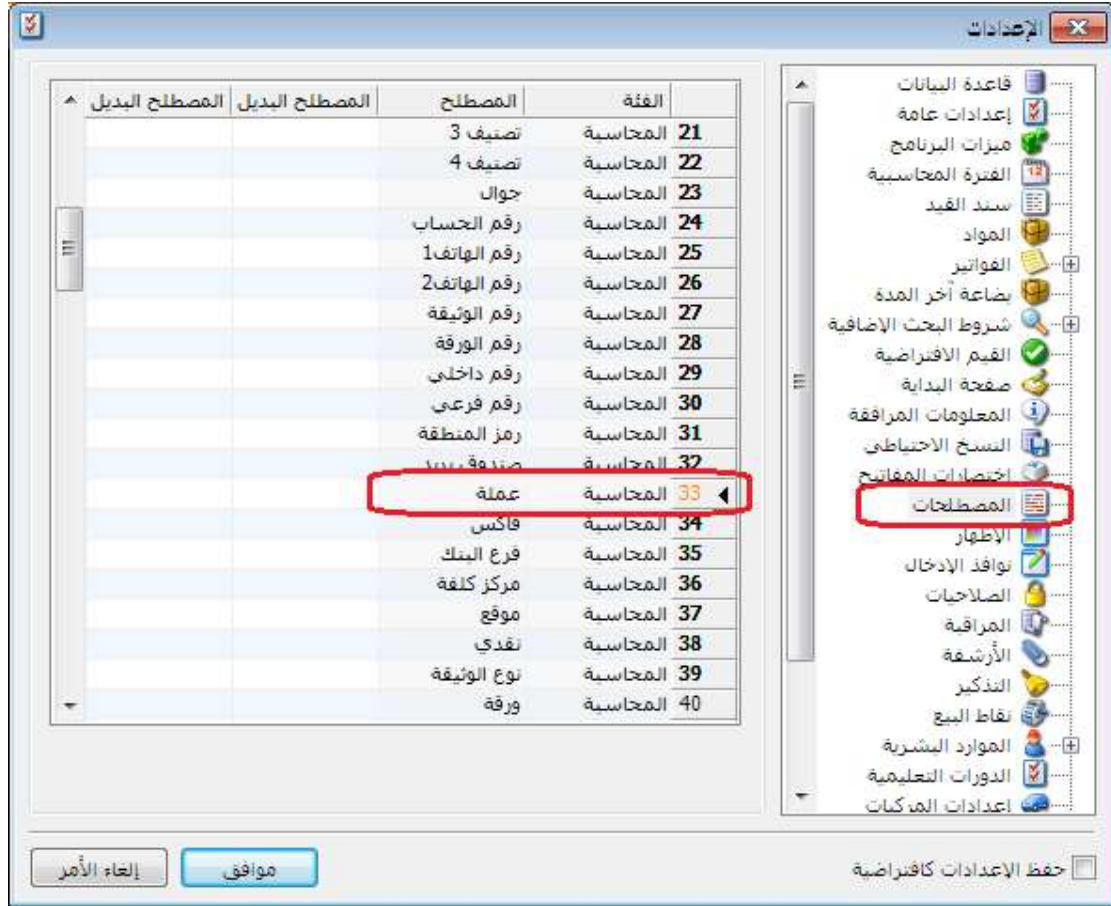 الإعدادات
قاعدة البيانات
إعدادات عامة
ميزات البرنامج
الفترة المحاسبية
سند القيد
المواد
الفواتير
بضاعة آخر المدة
شروط البحث الاضافية
القيم الافتراضية
صفحة البداية
المعلومات المرافقة
النسخ الاحتياطي
اختصارات المفاتيح
المصطلحات
الاظهار
نوافذ الإدخال
الصلاحيات
المراقبة
الأرشفة
التذكير
نقاط البيع
الموارد البشرية
الدورات التعليمية
إعدادات المركبات
الفئة المصطلح المصطلح البديل المصطلح البديل
21 المحاسبة تصنيف 3
22 المحاسبة تصنيف 4
23 المحاسبة جوال
24 المحاسبة رقم الحساب
25 المحاسبة رقم الهاتف1
26 المحاسبة رقم الهاتف2
27 المحاسبة رقم الوثيقة
28 المحاسبة رقم الورقة
29 المحاسبة رقم داخلي
30 المحاسبة رقم فرعي
31 المحاسبة رمز المنطقة
32 المحاسبة صندوق بريد
33 المحاسبة عملة
34 المحاسبة فاكس
35 المحاسبة فرع البنك
36 المحاسبة مركز كلفة
37 المحاسبة موقع
38 المحاسبة نقدي
39 المحاسبة نوع الوثيقة
40 المحاسبة ورقة
حفظ الإعدادات كافتراضية
موافق
إلغاء الأمر